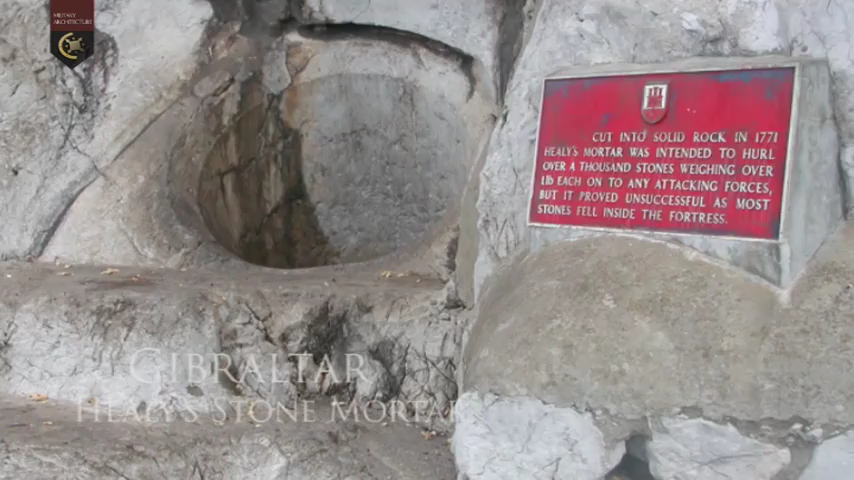 MILITARY
ARCHITECTURE
CUT INTO SOLID ROCK IN 1771
HEALY'S MORTAR WAS INTENDED TO HURL
OVER A THOUSAND STONES WEIGHING OVER
1lb EACH ON TO ANY ATTACKING FORCES,
BUT IT PROVED UNSUCCESSFUL AS MOST
STONES FELL INSIDE THE FORTRESS.
GIBRALTAR
HEALY'S STONE MORTAR